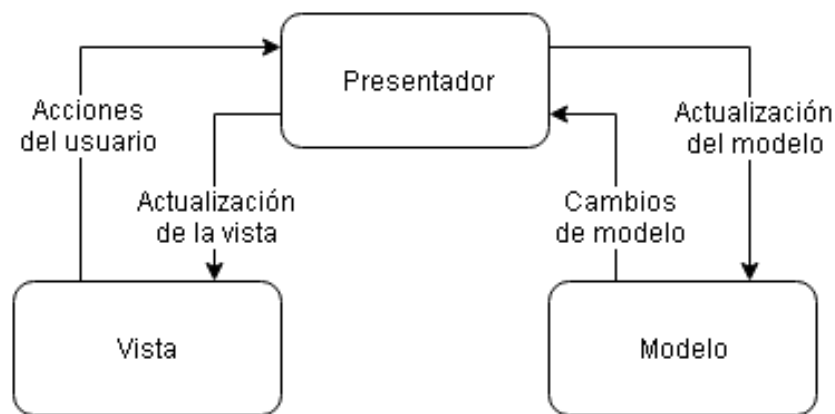 Presentador
Acciones
del usuario
Actualización
del modelo
Actualización
de la vista
Cambios
de modelo
Vista
Modelo